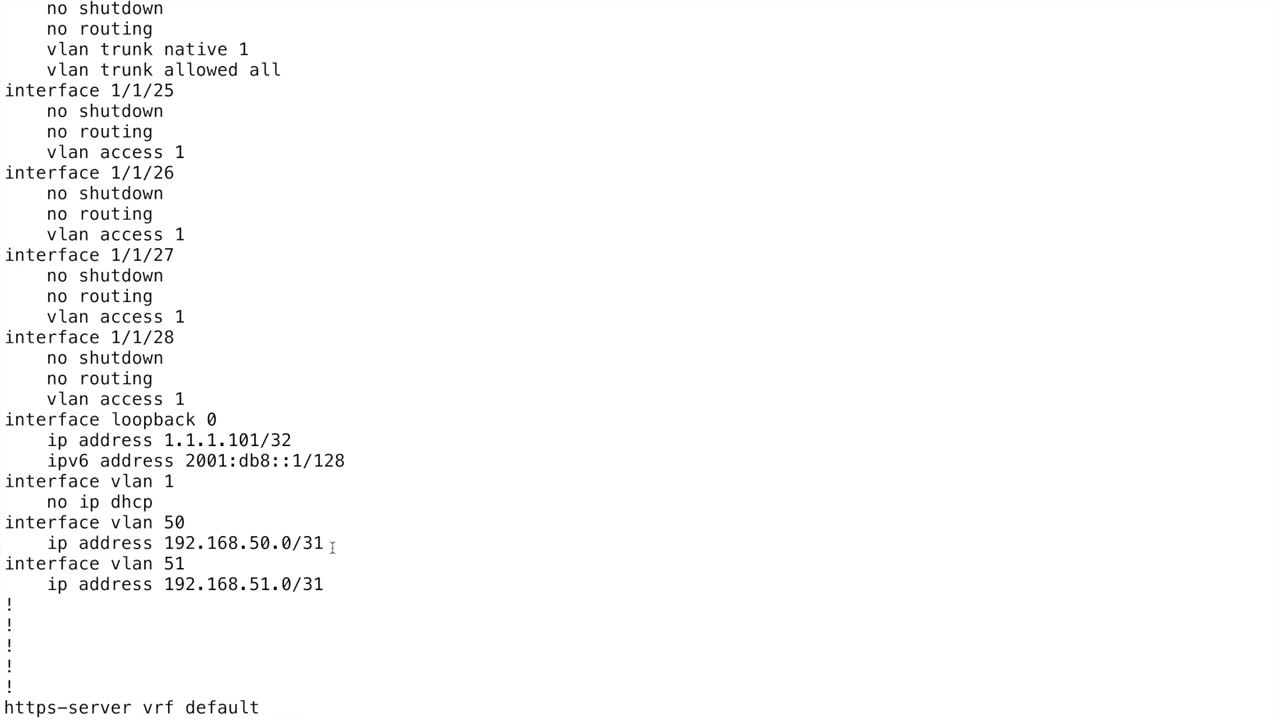 no shutdown
no routing
vlan trunk native 1
vlan trunk allowed all
interface 1/1/25
no shutdown
no routing
vlan access 1
interface 1/1/26
no shutdown
no routing
vlan access 1
interface 1/1/27
no shutdown
no routing
vlan access 1
interface 1/1/28
no shutdown
no routing
vlan access 1
interface loopback 0
ip address 1.1.1.101/32
ipv6 address 2001:db8::1/128
interface vlan 1
no ip dhcp
interface vlan 50
ip address 192.168.50.0/31
interface vlan 51
ip address 192.168.51.0/31
!
!
!
!
!
https-server vrf default